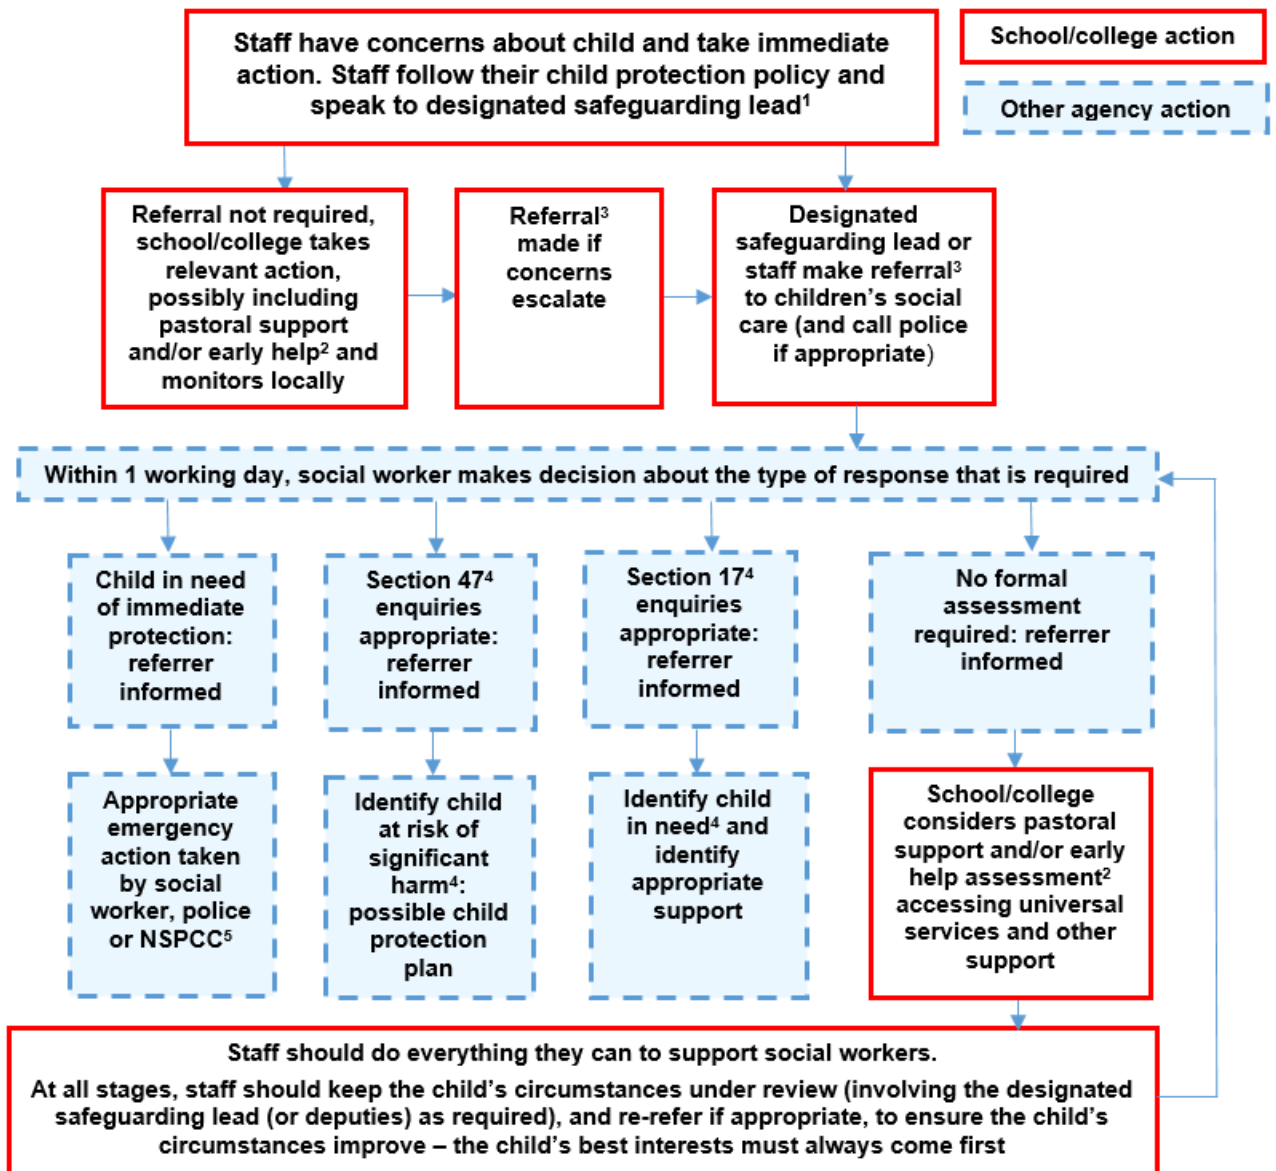 Staff have concerns about child and take immediate
action. Staff follow their child protection policy and
speak to designated safeguarding lead¹
School/college action
Other agency action
Referral not required,
school/college takes
relevant action,
possibly including
pastoral support
and/or early help² and
monitors locally
Referral³
made if
concerns
escalate
Designated
safeguarding lead or
staff make referral³
to children's social
care (and call police
if appropriate)
Within 1 working day, social worker makes decision about the type of response that is required
Child in need
of immediate
protection:
referrer
informed
Section 47⁴
enquiries
appropriate:
referrer
informed
Section 17⁴
enquiries
appropriate:
referrer
informed
No formal
assessment
required: referrer
informed
Appropriate
emergency
action taken
by social
worker, police
or NSPCC⁵
Identify child
at risk of
significant
harm⁴:
possible child
protection
plan
Identify child
in need⁴ and
identify
appropriate
support
School/college
considers pastoral
support and/or early
help assessment²
accessing universal
services and other
support
Staff should do everything they can to support social workers.
At all stages, staff should keep the child's circumstances under review (involving the designated
safeguarding lead (or deputies) as required), and re-refer if appropriate, to ensure the child's
circumstances improve – the child's best interests must always come first